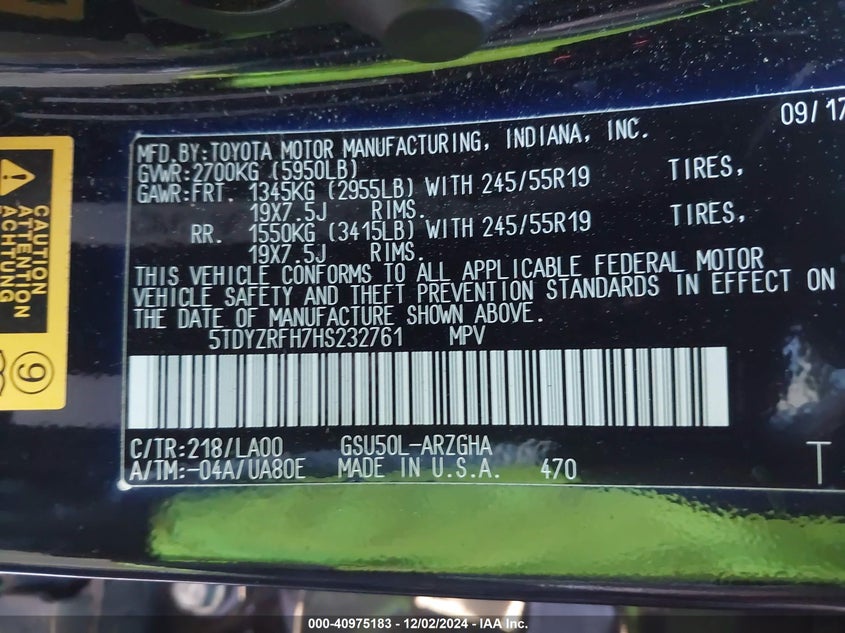 09/17
MFD.BY:TOYOTA MOTOR MANUFACTURING, INDIANA, INC.
GVWR:2700KG (5950LB)
GAWR:FRT. 1345KG (2955LB) WITH 245/55R19 TIRES,
19X7.5J RIMS.
RR. 1550KG (3415LB) WITH 245/55R19 TIRES,
19X7.5J RIMS.
THIS VEHICLE CONFORMS TO ALL APPLICABLE FEDERAL MOTOR
VEHICLE SAFETY AND THEFT PREVENTION STANDARDS IN EFFECT ON
THE DATE OF MANUFACTURE SHOWN ABOVE.
5TDYZRFH7HS232761 MPV
C/TR:218/LA00 GSU50L-ARZGHA
A/TM:-04A/UA80E MADE IN U.S.A. 470
T
CAUTION
ATTENTION
ACHTUNG
9
000-40975183 - 12/02/2024 - IAA Inc.